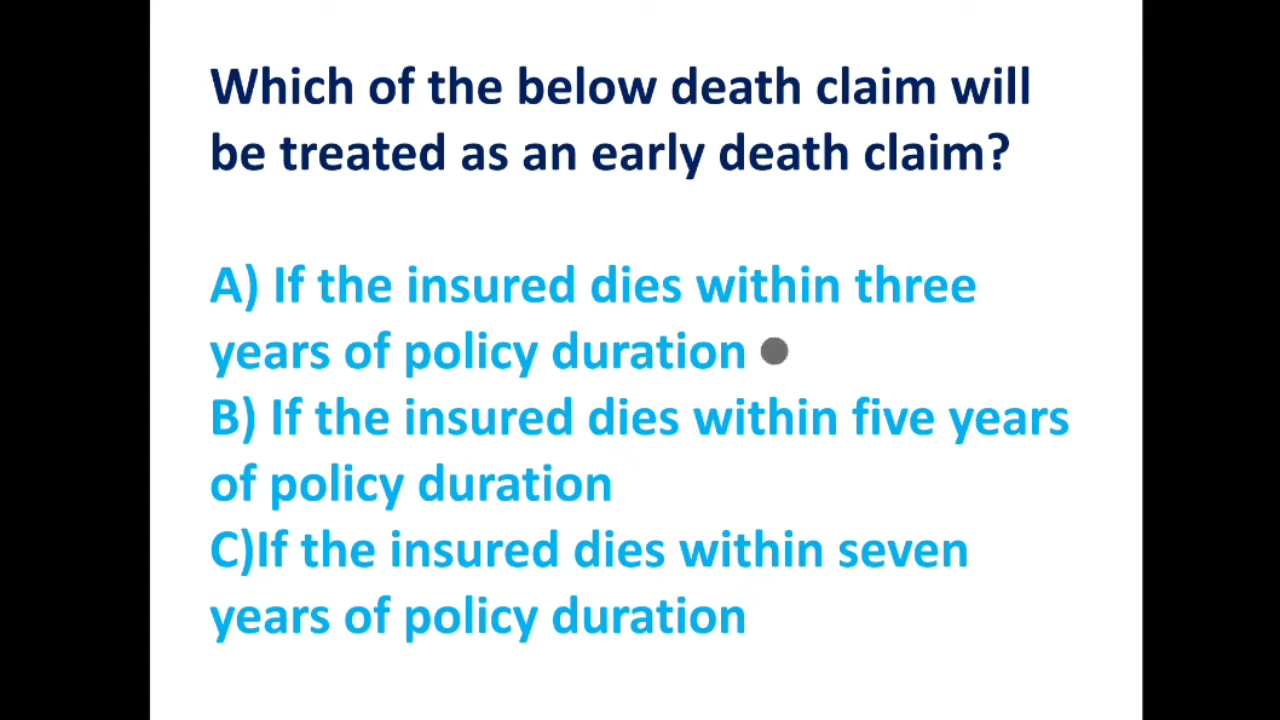 Which of the below death claim will
be treated as an early death claim?
A) If the insured dies within three
years of policy duration
B) If the insured dies within five years
of policy duration
C)If the insured dies within seven
years of policy duration